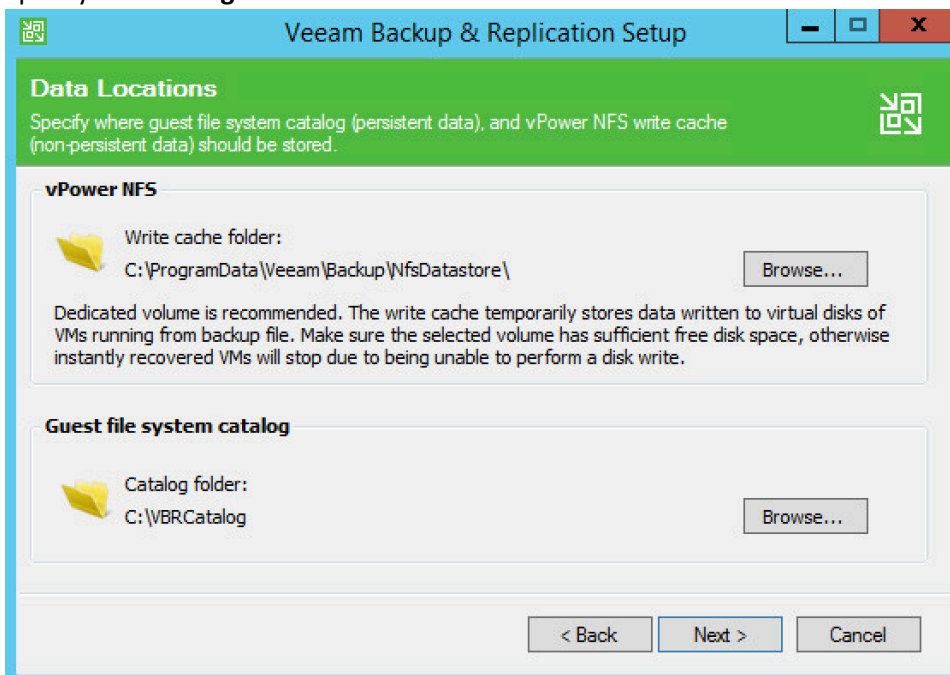 Veeam Backup & Replication Setup
Data Locations
Specify where guest file system catalog (persistent data), and vPower NFS write cache
(non-persistent data) should be stored.
vPower NFS
Write cache folder:
C:\ProgramData\Veeam\Backup\NfsDatastore\
Browse...
Dedicated volume is recommended. The write cache temporarily stores data written to virtual disks of
VMs running from backup file. Make sure the selected volume has sufficient free disk space, otherwise
instantly recovered VMs will stop due to being unable to perform a disk write.
Guest file system catalog
Catalog folder:
C:\VBRCatalog
Browse...
< Back Next > Cancel